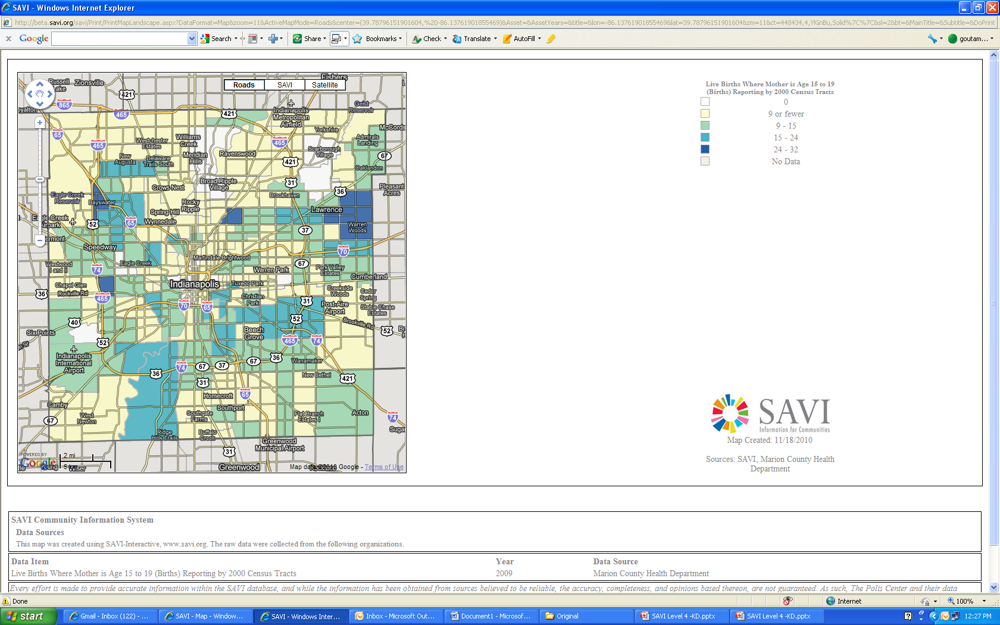 SAVI - Windows Internet Explorer
http://beta.savi.org/savi/Print/PrintMapLandscape.aspx?DataFormat=Map&zoom=11&ActiveMapMode=Roads&center=(39.78796151901604,%20-86.13761901855469)&Asset=&AssetYears=&title=&lon=-86.13761901855469&lat=39.78796151901604&zm=11&ct=448434,4,YlGnBu,Solid%7C%7C&sl=2&bt=&MainTitle=&Subtitle=&DoPrint
x Google Search Share Bookmarks Check Translate AutoFill goutam...
Roads SAVI Satellite
Fishers
Russell Lake
Zionsville
421
865
465
421
Indianapolis Metropolitan Airfield
Geist Reservoir
65
465
Westchester Estates
Williams Creek
465
Yorkshire
McCords
Admirals Landing
New Augusta
Delaware Trails South
Meridian Hills
Ravenswood
421
Scarborough Village
67
Oaklandon
Crows Nest
Broad Ripple Village
31
36
Pleasant Acres
Eagle Creek Reservoir
Bayswater
Rocky Ripple
Brookhaven
Spring Hill
Wynnedale
Lawrence
Eagle Creek Airpark
52
65
37
Warren Woods
Speedway
70
Eagle Creek
Martindale-Brightwood
67
Westwood I and II
74
Warren Park
Park Valley Estates
Cumberland
Chapel Glen
Rockville Rd
Indianapolis
Tuxedo Park
36
465
Christian Park
Creekside Woods
Cedar Spring
31
70
65
Post-Aire Airport
Stable Chase Estates
40
52
Brookville Rd
52
Six Points
Beech Grove
52
465
74
Indianapolis International Airport
36
74
67
37
67
36
Wanamaker
31
New Bethel
421
Homecroft
65
Camby
Southport
West Newton
Southgate Farms
Flat Branch Estates I
Acton
74
67
Ridge Hills Trails
Buffalo Creek
Greenwood Municipal Airport
31
Greenwood
POWERED BY
Google
2 mi
Map data ©2010 Google - Terms of Use
Live Births Where Mother is Age 15 to 19
(Births) Reporting by 2000 Census Tracts
0
9 or fewer
9 - 15
15 - 24
24 - 32
No Data
SAVI
Information for Communities
Map Created: 11/18/2010
Sources: SAVI, Marion County Health
Department
SAVI Community Information System
Data Sources
This map was created using SAVI-Interactive, www.savi.org. The raw data were collected from the following organizations.
Data Item Year Data Source
Live Births Where Mother is Age 15 to 19 (Births) Reporting by 2000 Census Tracts 2009 Marion County Health Department
Every effort is made to provide accurate information within the SAVI database, and while the information has been obtained from sources believed to be reliable, the accuracy, completeness, and opinions based thereon, are not guaranteed. As such, The Polis Center and their data
Done Internet 100%
start Gmail - Inbox (122) - ... SAVI - Map - Window... SAVI - Windows Inter... Inbox - Microsoft Out... Document1 - Microsof... Original SAVI Level 4 -KD.pptx SAVI Level 4 -KD.pptx 12:27 PM